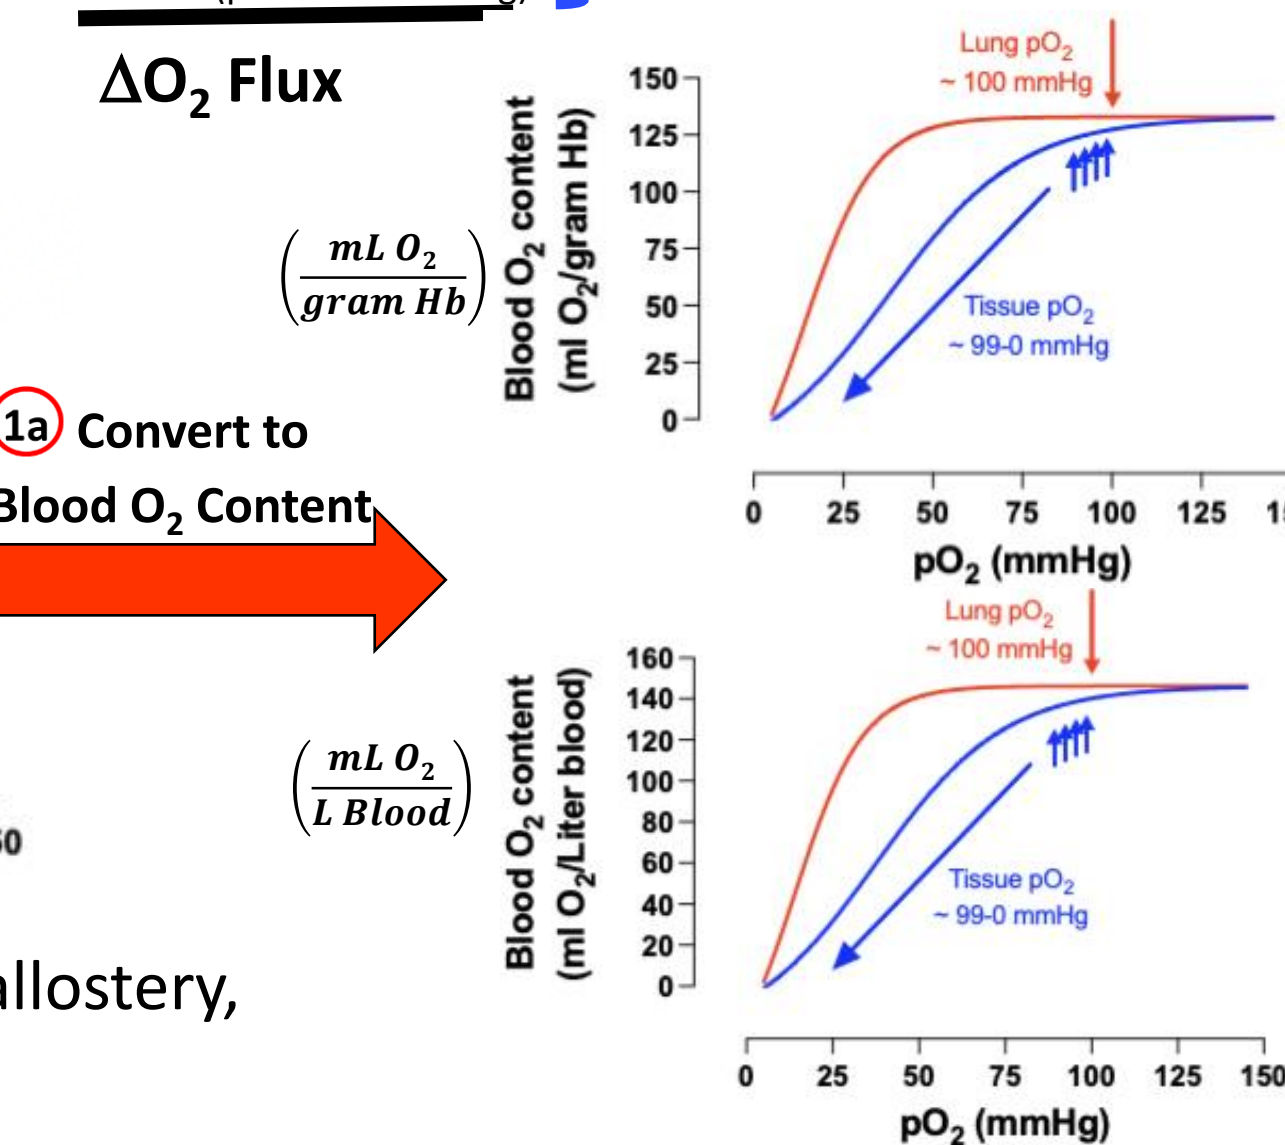 ΔO₂ Flux
Lung pO₂
~ 100 mmHg
150
125
100
75
50
25
0
Blood O₂ content
(ml O₂/gram Hb)
(mL O₂ / gram Hb)
Tissue pO₂
~ 99-0 mmHg
0 25 50 75 100 125
pO₂ (mmHg)
1a Convert to
Blood O₂ Content
Lung pO₂
~ 100 mmHg
160
140
120
100
80
60
40
20
0
Blood O₂ content
(ml O₂/Liter blood)
(mL O₂ / L Blood)
Tissue pO₂
~ 99-0 mmHg
0 25 50 75 100 125 150
pO₂ (mmHg)
allostery,